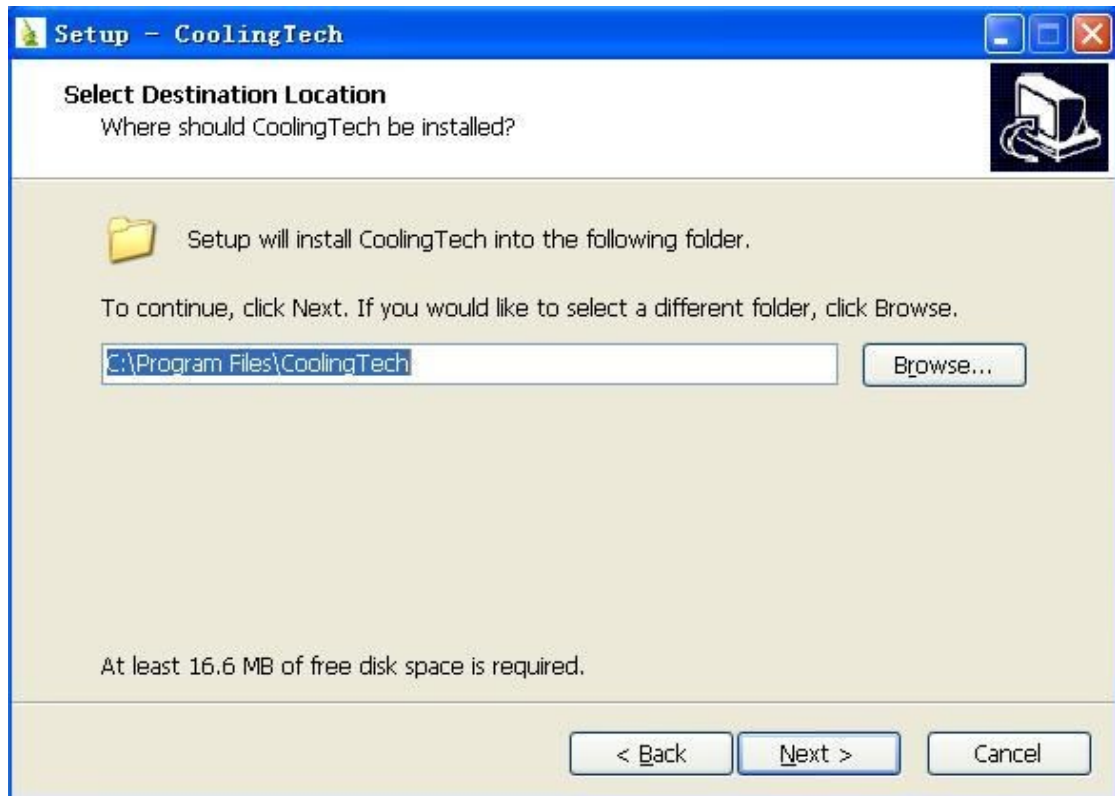 Setup - CoolingTech
Select Destination Location
Where should CoolingTech be installed?
Setup will install CoolingTech into the following folder.
To continue, click Next. If you would like to select a different folder, click Browse.
C:\Program Files\CoolingTech
Browse...
At least 16.6 MB of free disk space is required.
< Back
Next >
Cancel